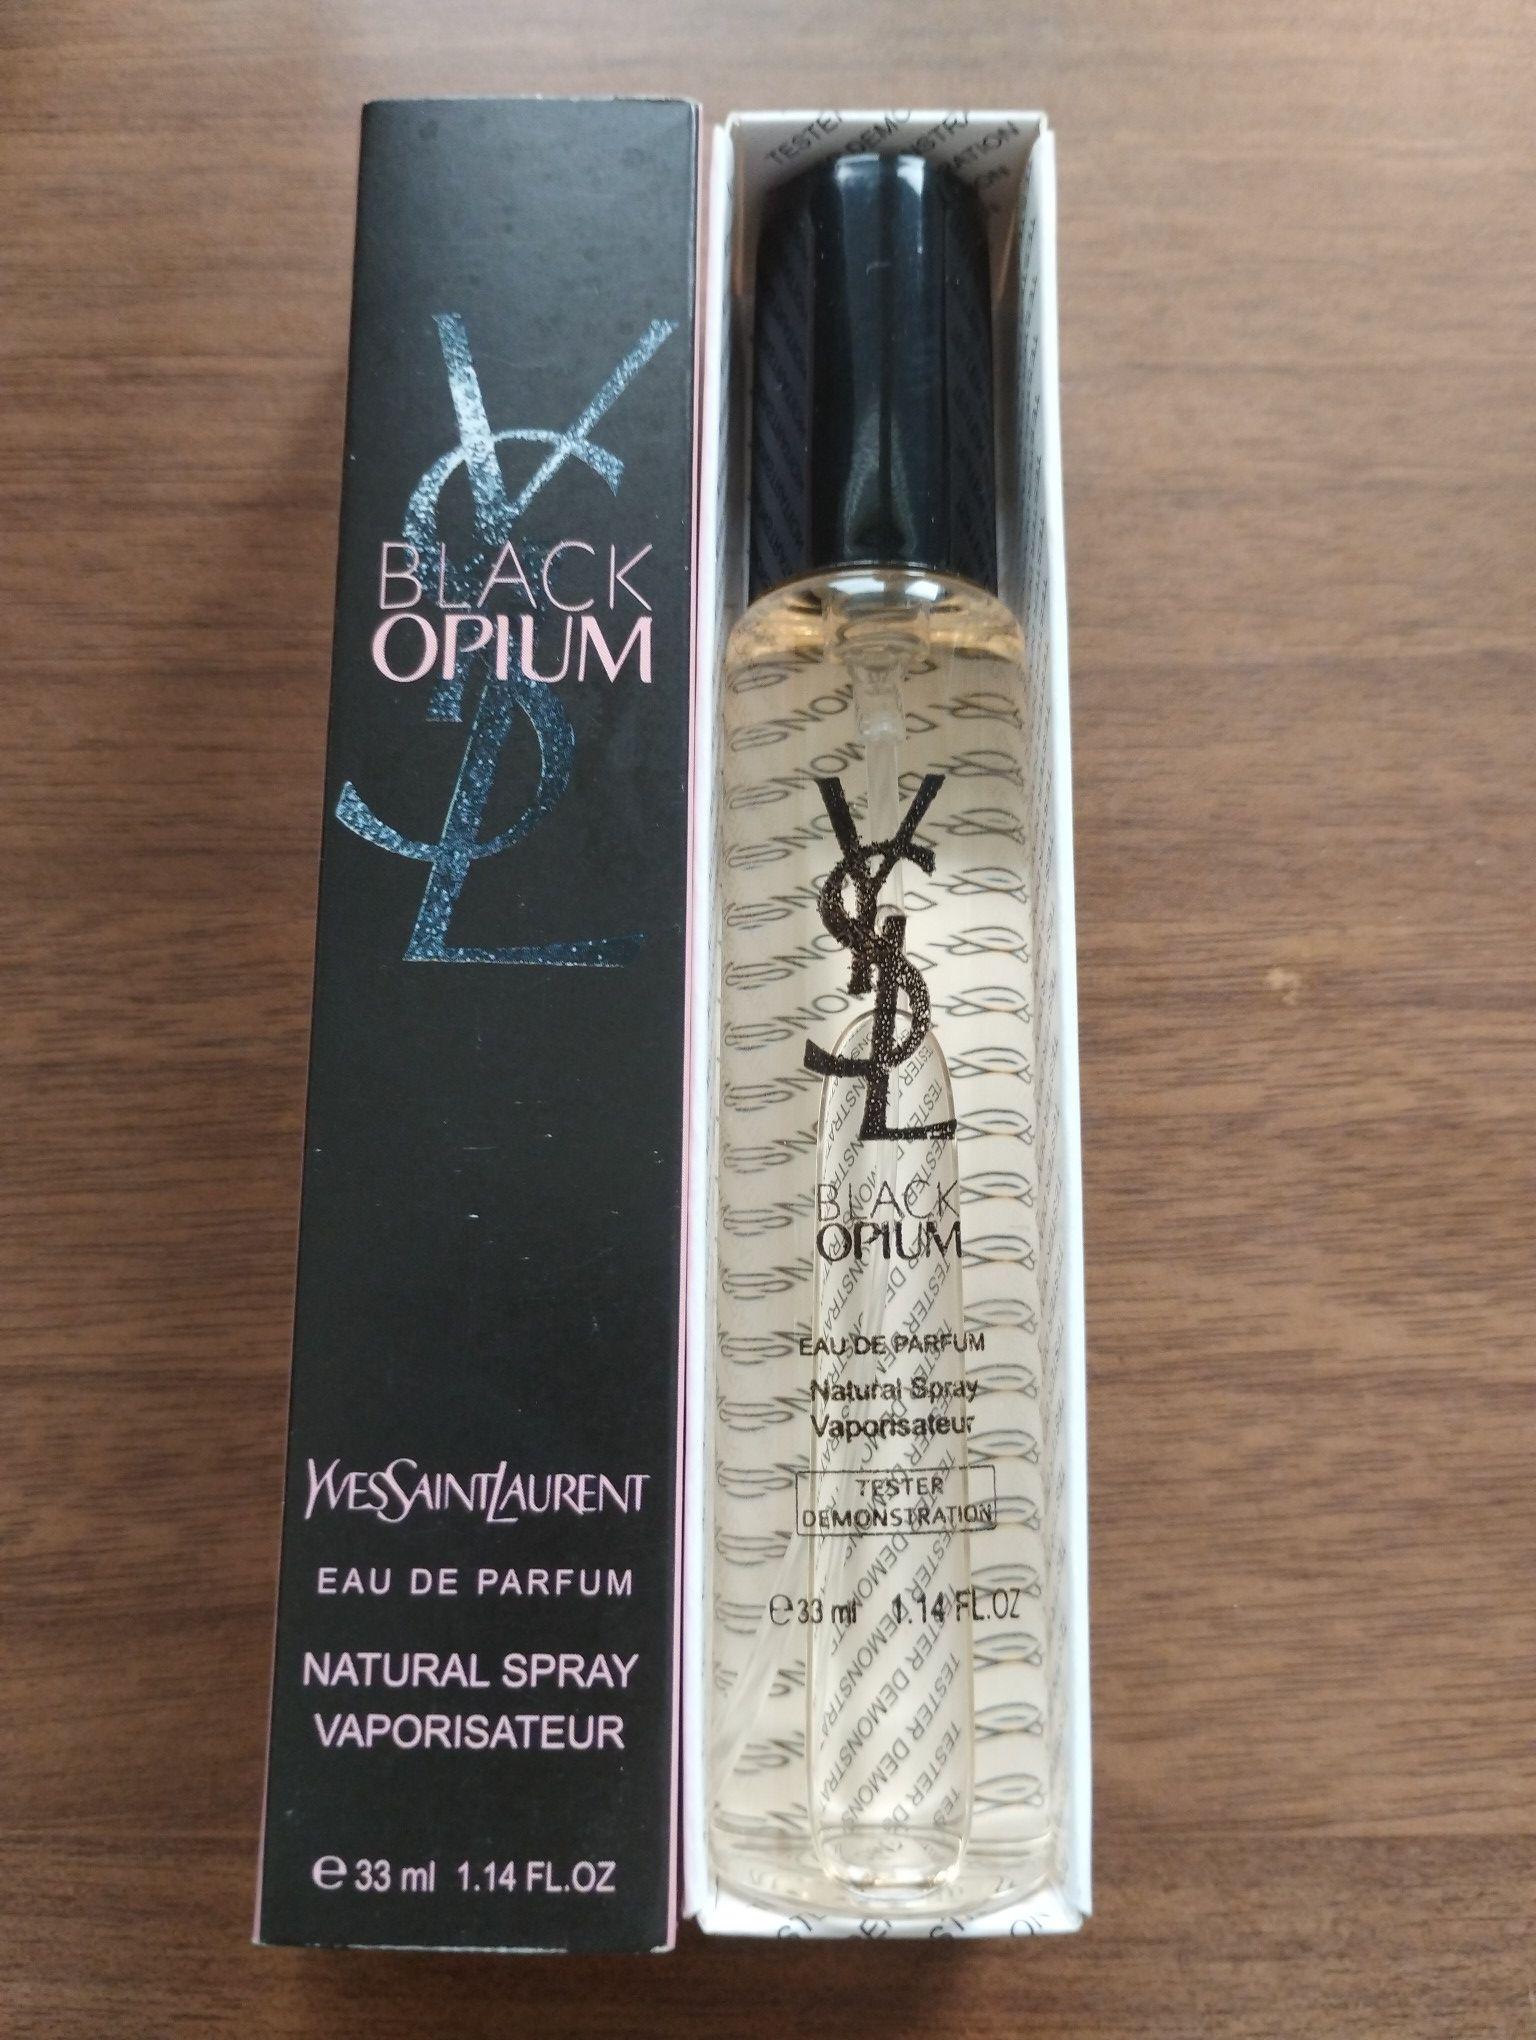 YSL
BLACK
OPIUM
YVESSAINTLAURENT
EAU DE PARFUM
NATURAL SPRAY
VAPORISATEUR
e 33 ml 1.14 FL.OZ
YSL
BLACK
OPIUM
EAU DE PARFUM
Natural Spray
Vaporisateur
TESTER
DEMONSTRATION
e 33 ml 1.14 FL.OZ